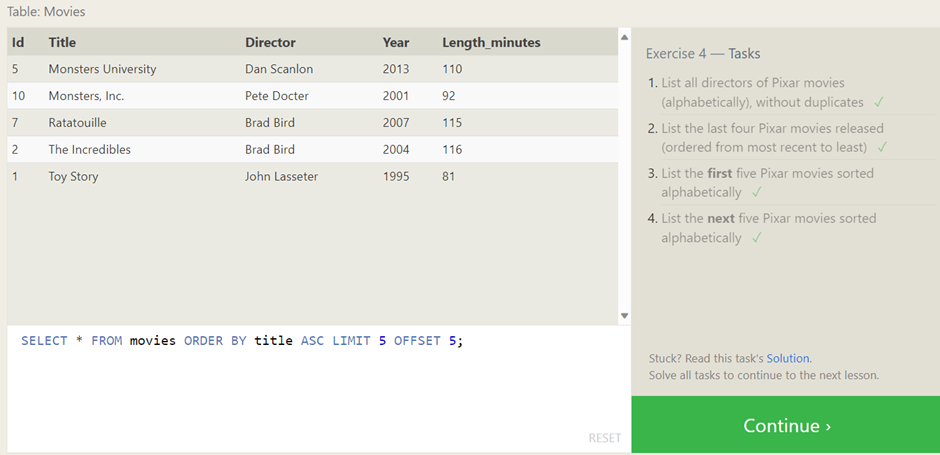 Table: Movies
Id Title Director Year Length_minutes
5 Monsters University Dan Scanlon 2013 110
10 Monsters, Inc. Pete Docter 2001 92
7 Ratatouille Brad Bird 2007 115
2 The Incredibles Brad Bird 2004 116
1 Toy Story John Lasseter 1995 81
SELECT * FROM movies ORDER BY title ASC LIMIT 5 OFFSET 5;
RESET
Exercise 4 — Tasks
1. List all directors of Pixar movies
(alphabetically), without duplicates ✓
2. List the last four Pixar movies released
(ordered from most recent to least) ✓
3. List the first five Pixar movies sorted
alphabetically ✓
4. List the next five Pixar movies sorted
alphabetically ✓
Stuck? Read this task's Solution.
Solve all tasks to continue to the next lesson.
Continue ›